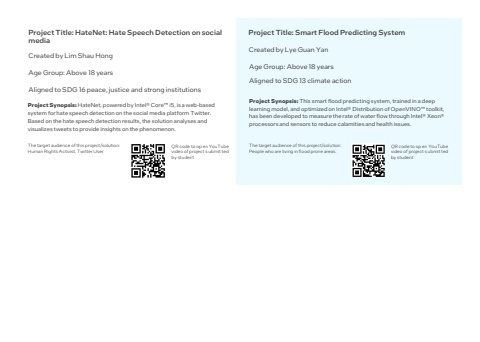 Project Title: HateNet: Hate Speech Detection on social
media
Created by Lim Shau Hong
Age Group: Above 18 years
Aligned to SDG 16 peace, justice and strong institutions
Project Synopsis: HateNet, powered by Intel® Core™ i5, is a web-based
system for hate speech detection on the social media platform Twitter.
Based on the hate speech detection results, the solution analyses and
visualizes tweets to provide insights on the phenomenon.
The target audience of this project/solution:
Human Rights Activist, Twitter User
QR code to open YouTube
video of project submitted
by student
Project Title: Smart Flood Predicting System
Created by Lye Guan Yan
Age Group: Above 18 years
Aligned to SDG 13 climate action
Project Synopsis: This smart flood predicting system, trained in a deep
learning model, and optimized on Intel® Distribution of OpenVINO™ toolkit,
has been developed to measure the rate of water flow through Intel® Xeon®
processors and sensors to reduce calamities and health issues.
The target audience of this project/solution:
People who are living in flood prone areas.
QR code to open YouTube
video of project submitted
by student